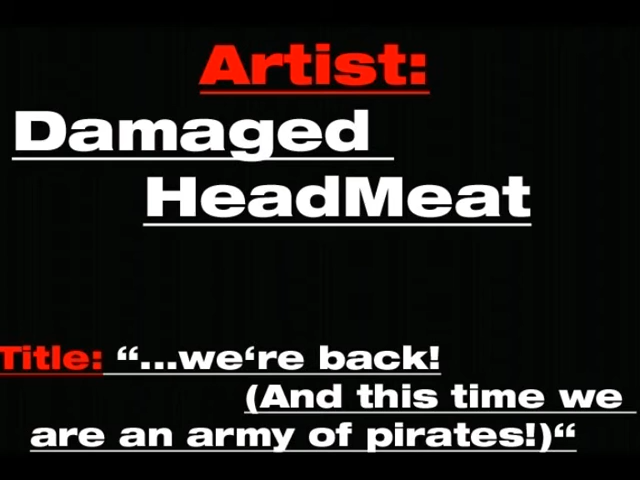 Artist:
Damaged
HeadMeat
Title: “...we‘re back!
(And this time we
are an army of pirates!)“